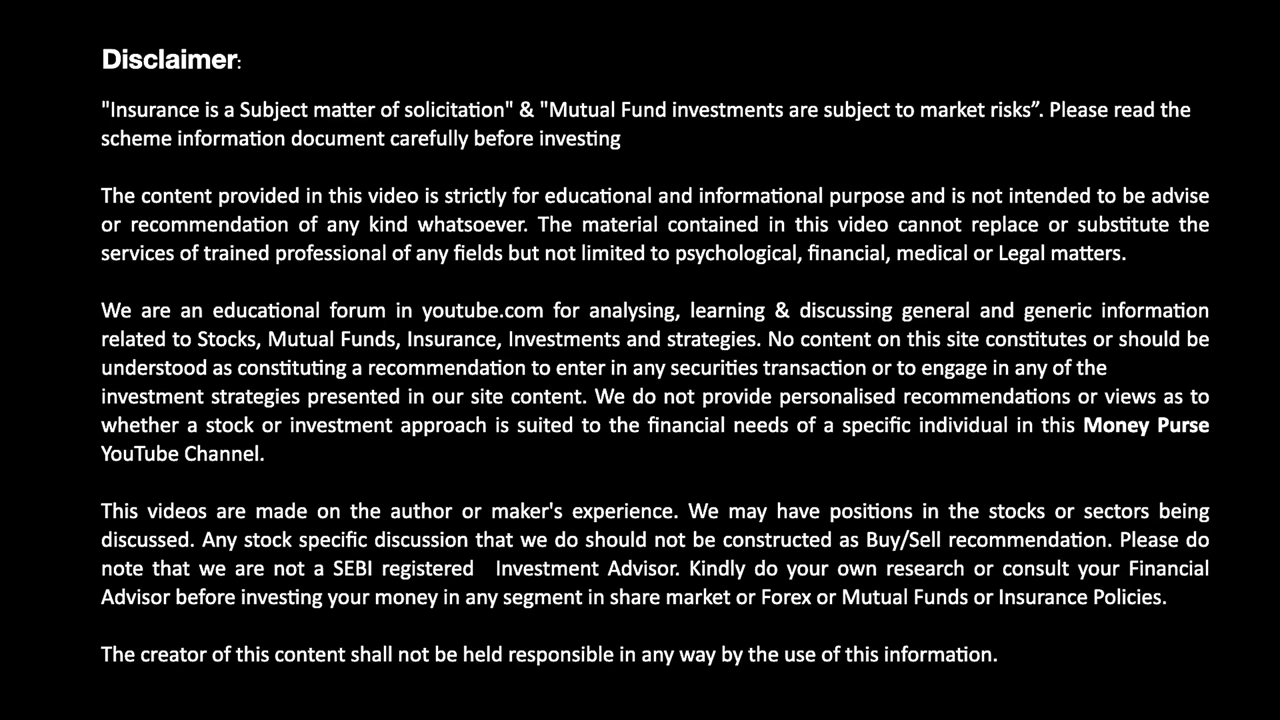 Disclaimer:
"Insurance is a Subject matter of solicitation" & "Mutual Fund investments are subject to market risks”. Please read the
scheme information document carefully before investing
The content provided in this video is strictly for educational and informational purpose and is not intended to be advise
or recommendation of any kind whatsoever. The material contained in this video cannot replace or substitute the
services of trained professional of any fields but not limited to psychological, financial, medical or Legal matters.
We are an educational forum in youtube.com for analysing, learning & discussing general and generic information
related to Stocks, Mutual Funds, Insurance, Investments and strategies. No content on this site constitutes or should be
understood as constituting a recommendation to enter in any securities transaction or to engage in any of the
investment strategies presented in our site content. We do not provide personalised recommendations or views as to
whether a stock or investment approach is suited to the financial needs of a specific individual in this Money Purse
YouTube Channel.
This videos are made on the author or maker's experience. We may have positions in the stocks or sectors being
discussed. Any stock specific discussion that we do should not be constructed as Buy/Sell recommendation. Please do
note that we are not a SEBI registered Investment Advisor. Kindly do your own research or consult your Financial
Advisor before investing your money in any segment in share market or Forex or Mutual Funds or Insurance Policies.
The creator of this content shall not be held responsible in any way by the use of this information.